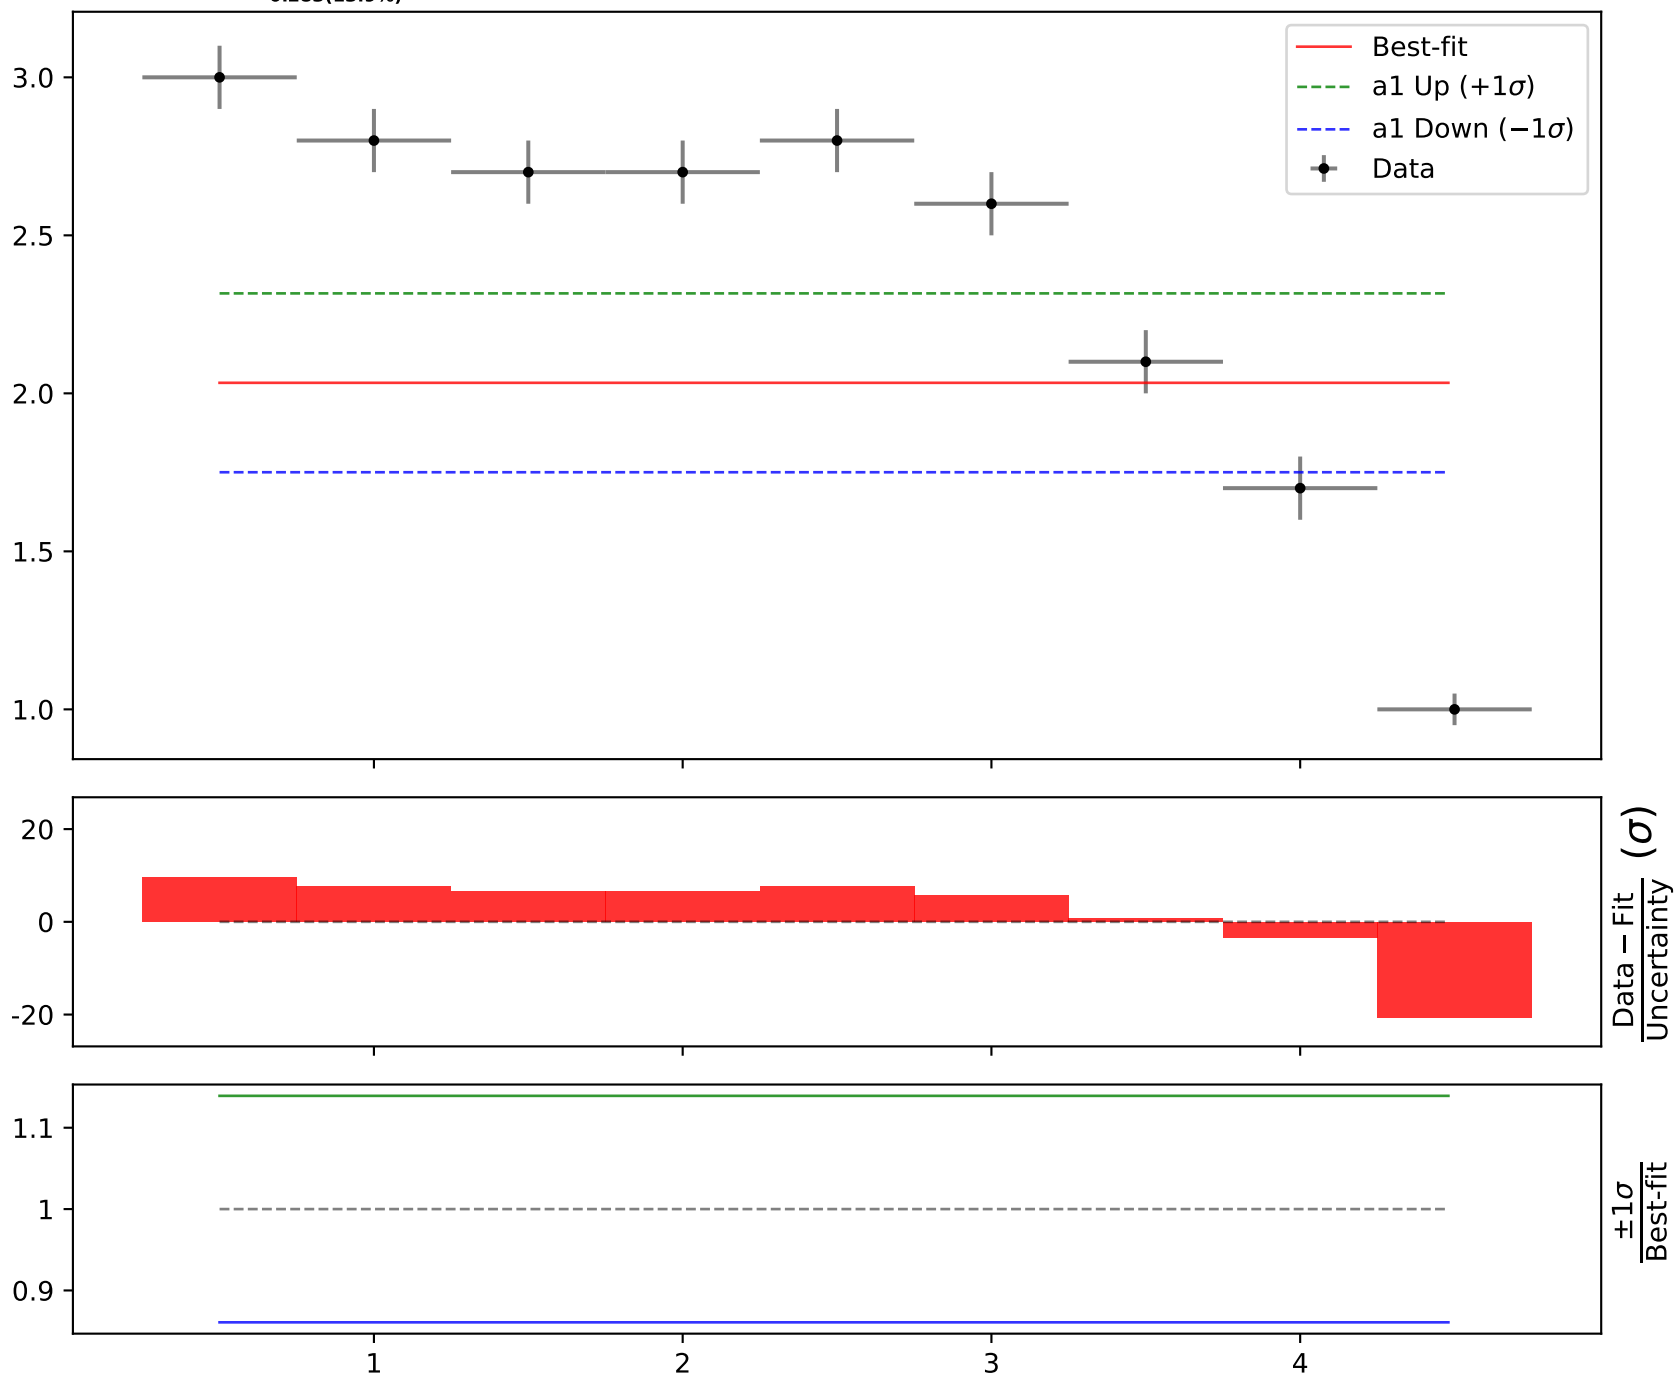 3.0
2.5
2.0
1.5
1.0
Best-fit
a1 Up (+1σ)
a1 Down (−1σ)
Data
20
0
-20
Data − Fit
Uncertainty
(σ)
1.1
1
0.9
±1σ
Best-fit
1
2
3
4